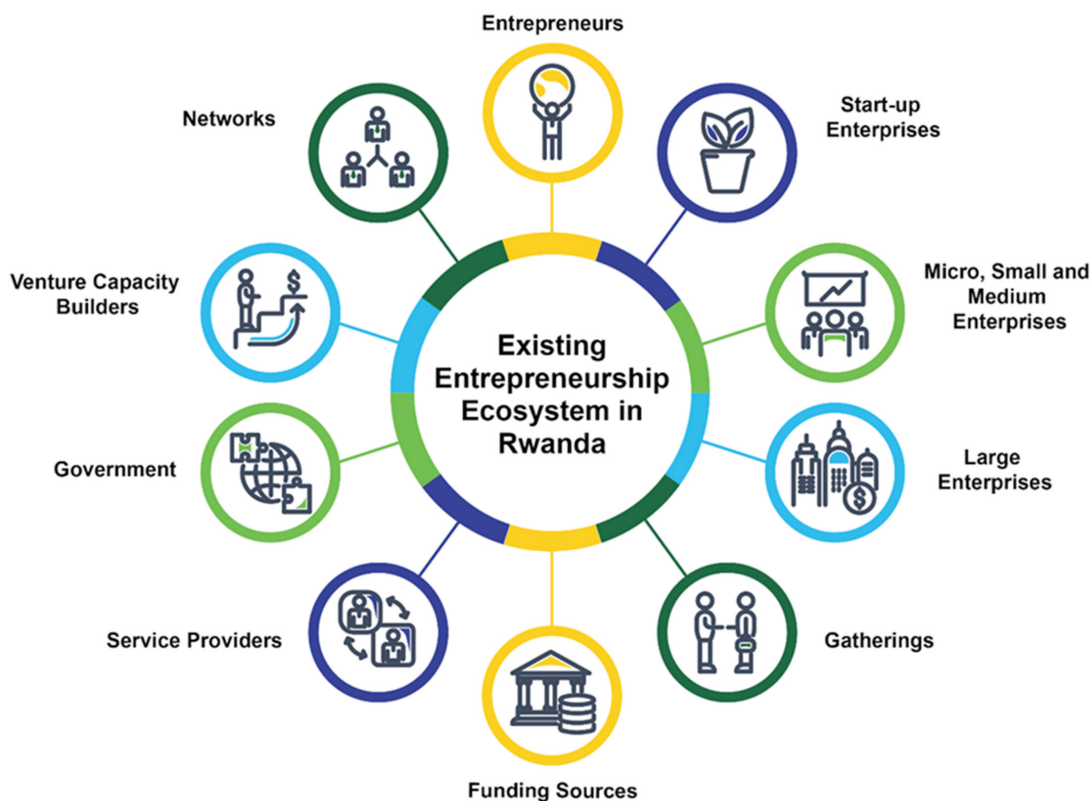 Entrepreneurs
Networks
Start-up
Enterprises
Venture Capacity
Builders
Micro, Small and
Medium
Enterprises
Existing
Entrepreneurship
Ecosystem in
Rwanda
Government
Large
Enterprises
Service Providers
Gatherings
Funding Sources
$
$